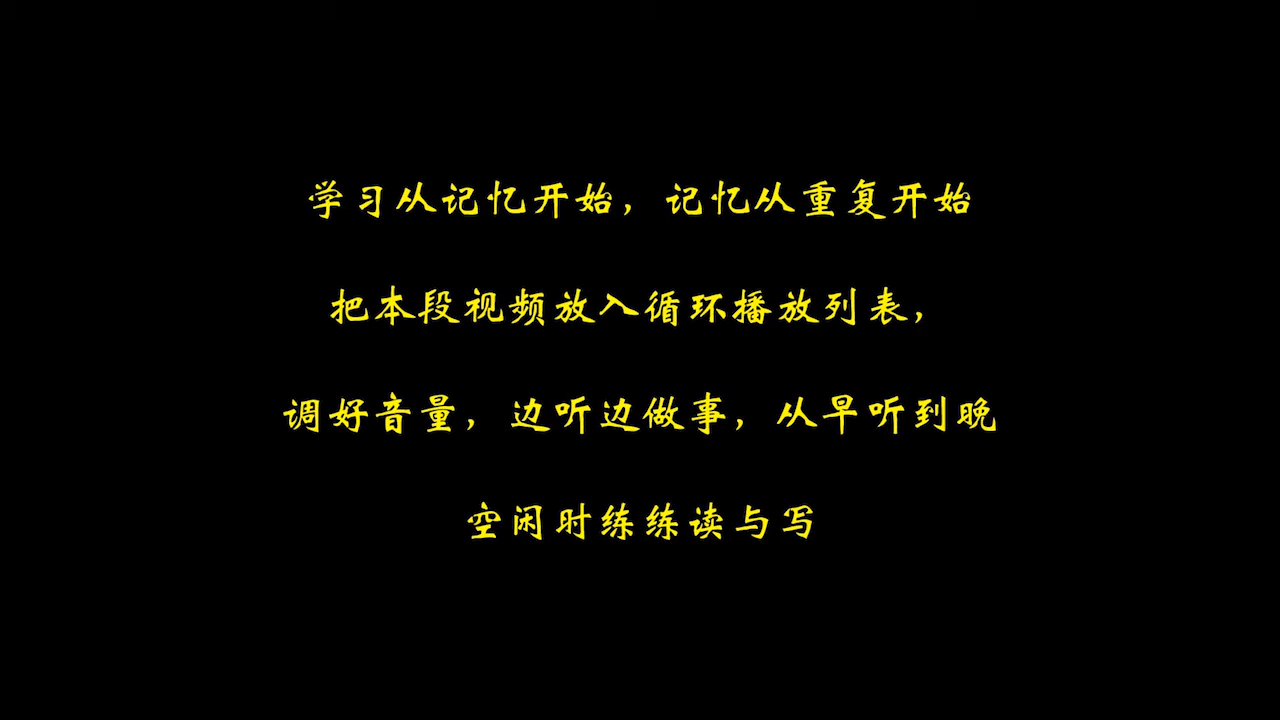 学习从记忆开始，记忆从重复开始
把本段视频放入循环播放列表，
调好音量，边听边做事，从早听到晚
空闲时练练读与写